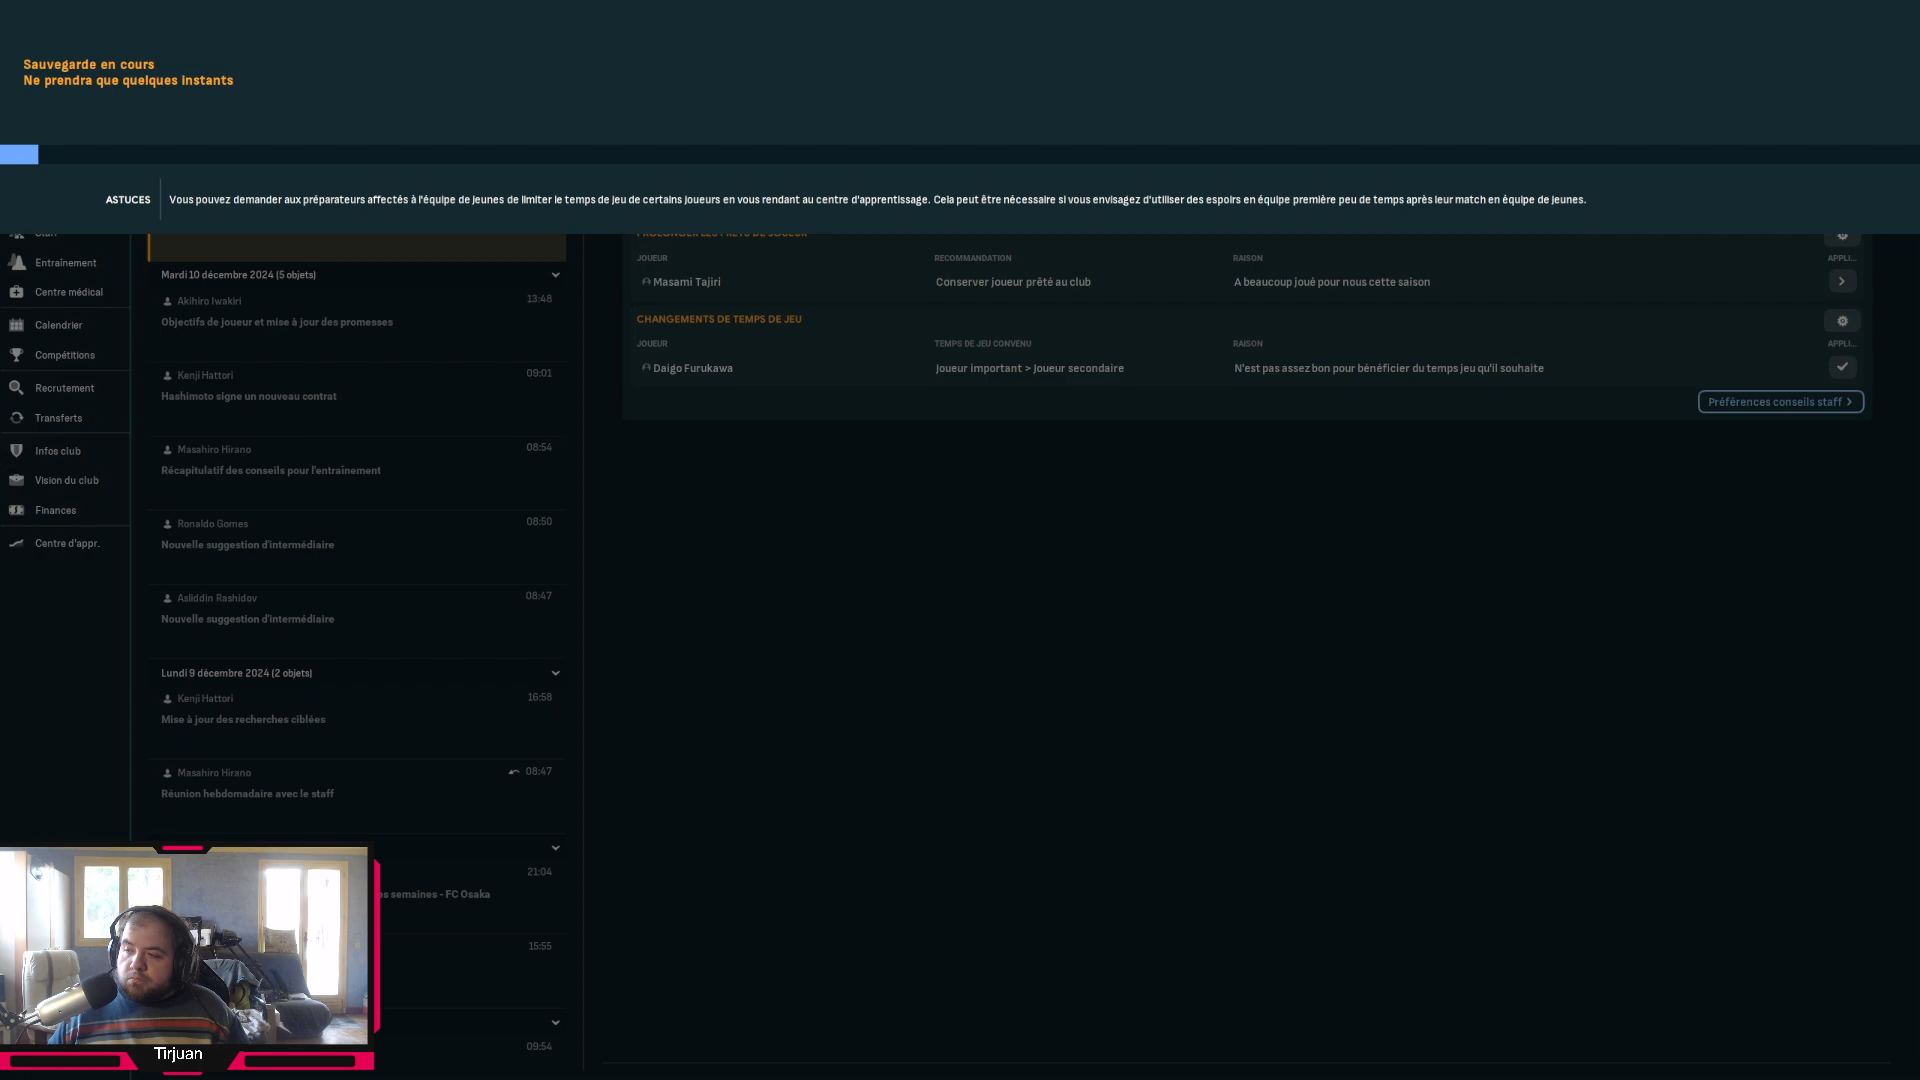 Sauvegarde en cours
Ne prendra que quelques instants
ASTUCES
Vous pouvez demander aux préparateurs affectés à l'équipe de jeunes de limiter le temps de jeu de certains joueurs en vous rendant au centre d'apprentissage. Cela peut être nécessaire si vous envisagez d'utiliser des espoirs en équipe première peu de temps après leur match en équipe de jeunes.
Entraînement
Centre médical
Calendrier
Compétitions
Recrutement
Transferts
Infos club
Vision du club
Finances
Centre d'appr.
Mardi 10 décembre 2024 (5 objets)
Akihiro Iwakiri 13:48
Objectifs de joueur et mise à jour des promesses
Kenji Hattori 09:01
Hashimoto signe un nouveau contrat
Masahiro Hirano 08:54
Récapitulatif des conseils pour l'entraînement
Ronaldo Gomes 08:50
Nouvelle suggestion d'intermédiaire
Asliddin Rashidov 08:47
Nouvelle suggestion d'intermédiaire
Lundi 9 décembre 2024 (2 objets)
Kenji Hattori 16:58
Mise à jour des recherches ciblées
Masahiro Hirano 08:47
Réunion hebdomadaire avec le staff
21:04
es semaines - FC Osaka
15:55
09:54
PROLONGER LES PRÊTS DE JOUEUR
JOUEUR RECOMMANDATION RAISON APPLI...
Masami Tajiri Conserver joueur prêté au club A beaucoup joué pour nous cette saison
CHANGEMENTS DE TEMPS DE JEU
JOUEUR TEMPS DE JEU CONVENU RAISON APPLI...
Daigo Furukawa Joueur important > Joueur secondaire N'est pas assez bon pour bénéficier du temps jeu qu'il souhaite
Préférences conseils staff >
Tirjuan